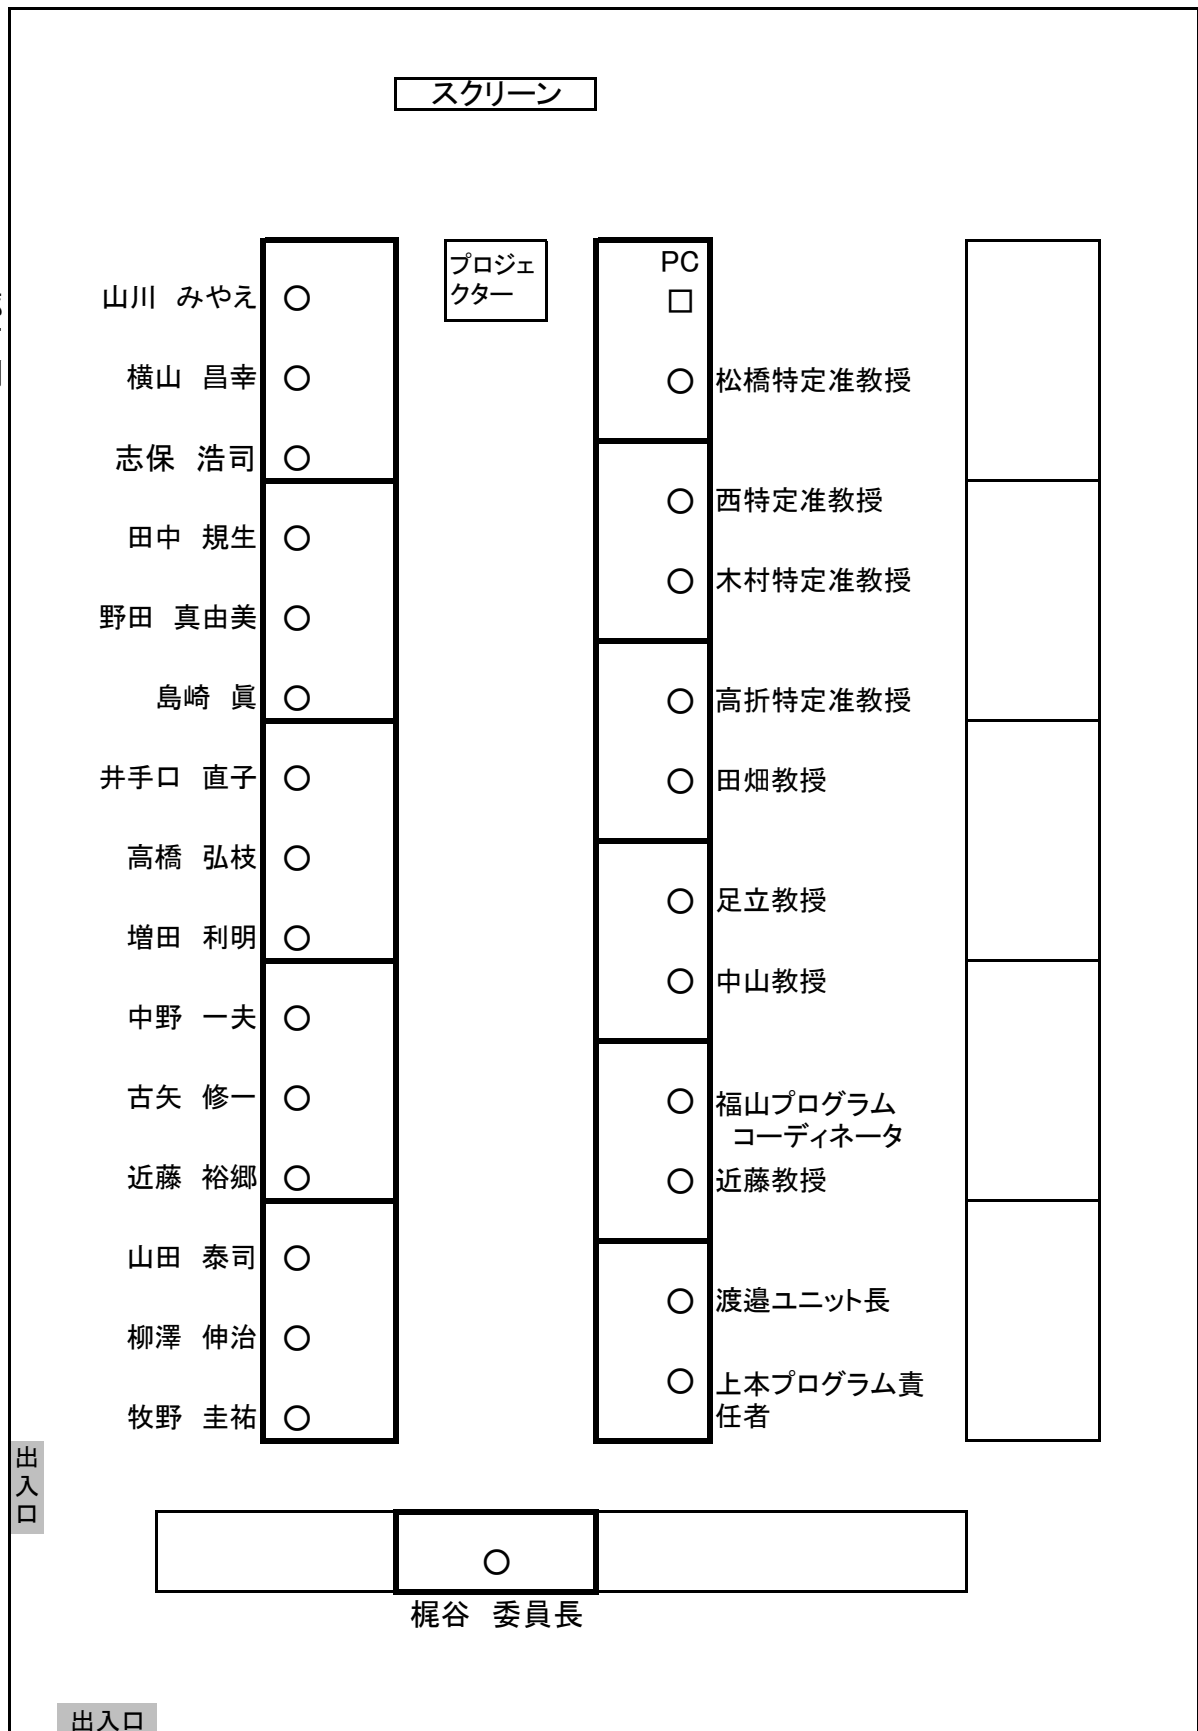 スクリーン
プロジェ
クター
PC
山川　みやえ
横山　昌幸
志保　浩司
田中　規生
野田　真由美
島崎　眞
井手口　直子
高橋　弘枝
増田　利明
中野　一夫
古矢　修一
近藤　裕郷
山田　泰司
柳澤　伸治
牧野　圭祐
松橋特定准教授
西特定准教授
木村特定准教授
高折特定准教授
田畑教授
足立教授
中山教授
福山プログラム
コーディネータ
近藤教授
渡邉ユニット長
上本プログラム責
任者
出入口
梶谷　委員長
出入口